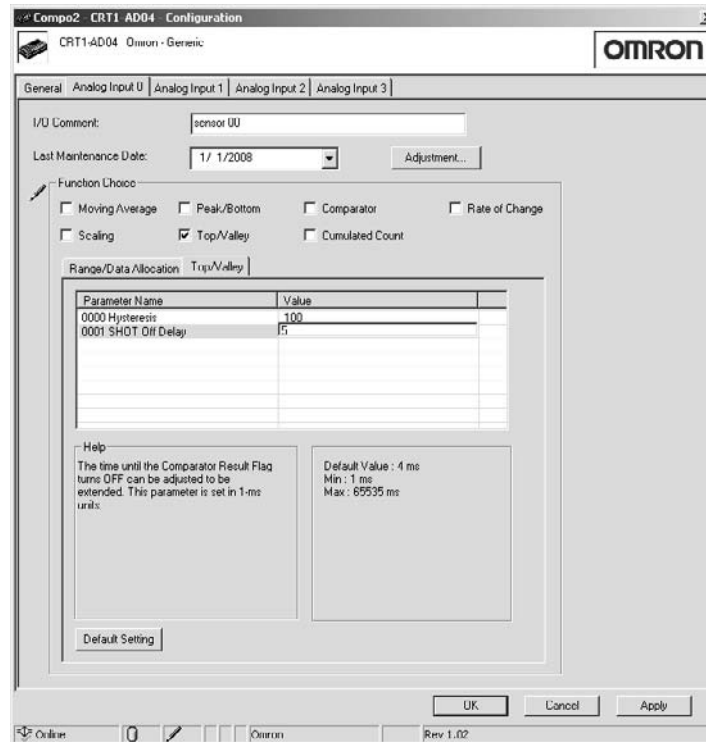 Compo2 - CRT1-AD04 - Configuration
CRT1-AD04 Omron - Generic
OMRON
General Analog Input 0 Analog Input 1 Analog Input 2 Analog Input 3
I/O Comment: sensor 00
Last Maintenance Date: 1/ 1/2008 Adjustment...
Function Choice
Moving Average Peak/Bottom Comparator Rate of Change
Scaling Top/Valley Cumulated Count
Range/Data Allocation Top/Valley
Parameter Name Value
0000 Hysteresis 100
0001 SHOT Off Delay 5
Help
The time until the Comparator Result Flag
turns OFF can be adjusted to be
extended. This parameter is set in 1-ms
units.
Default Value : 4 ms
Min : 1 ms
Max : 65535 ms
Default Setting
OK Cancel Apply
Online Omron Rev 1.02